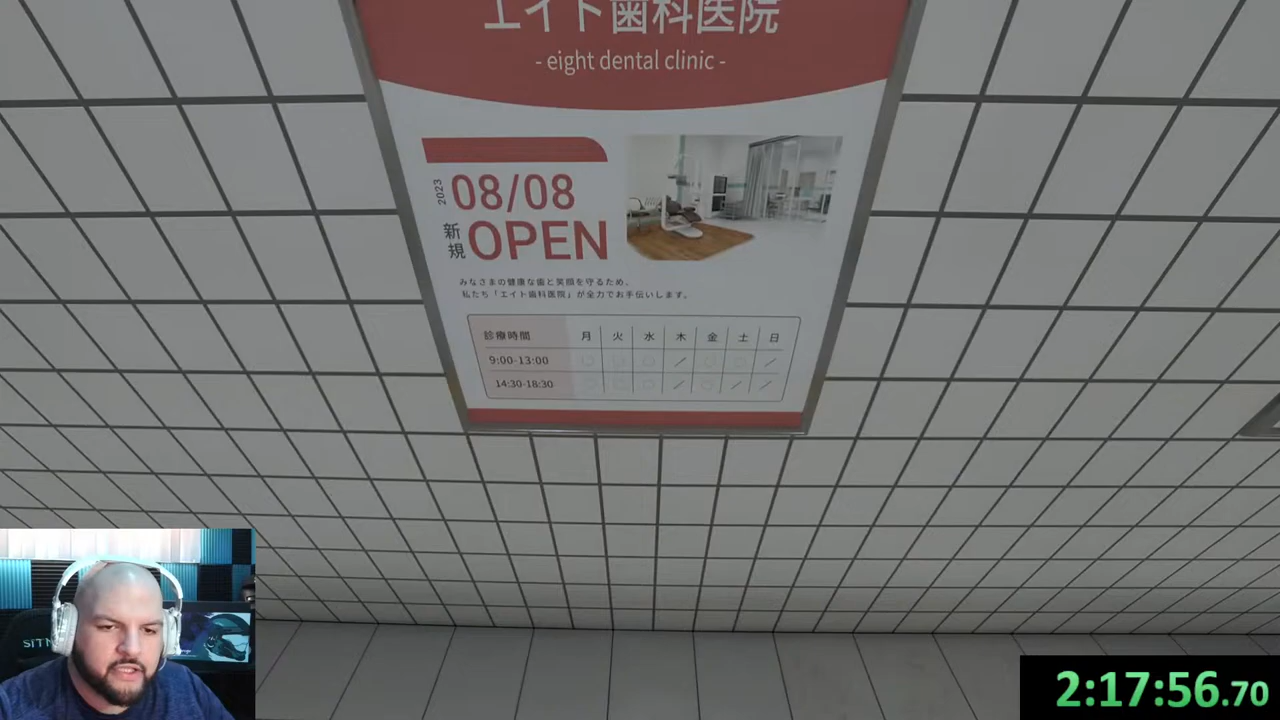 エイト歯科医院
- eight dental clinic -
2023
08/08
新規
OPEN
みなさまの健康な歯と笑顔を守るため、
私たち「エイト歯科医院」が全力でお手伝いします。
診療時間 月 火 水 木 金 土 日
9:00-13:00 ○ ○ ○ / ○ ○ /
14:30-18:30 ○ ○ ○ / ○ / /
2:17:56.70